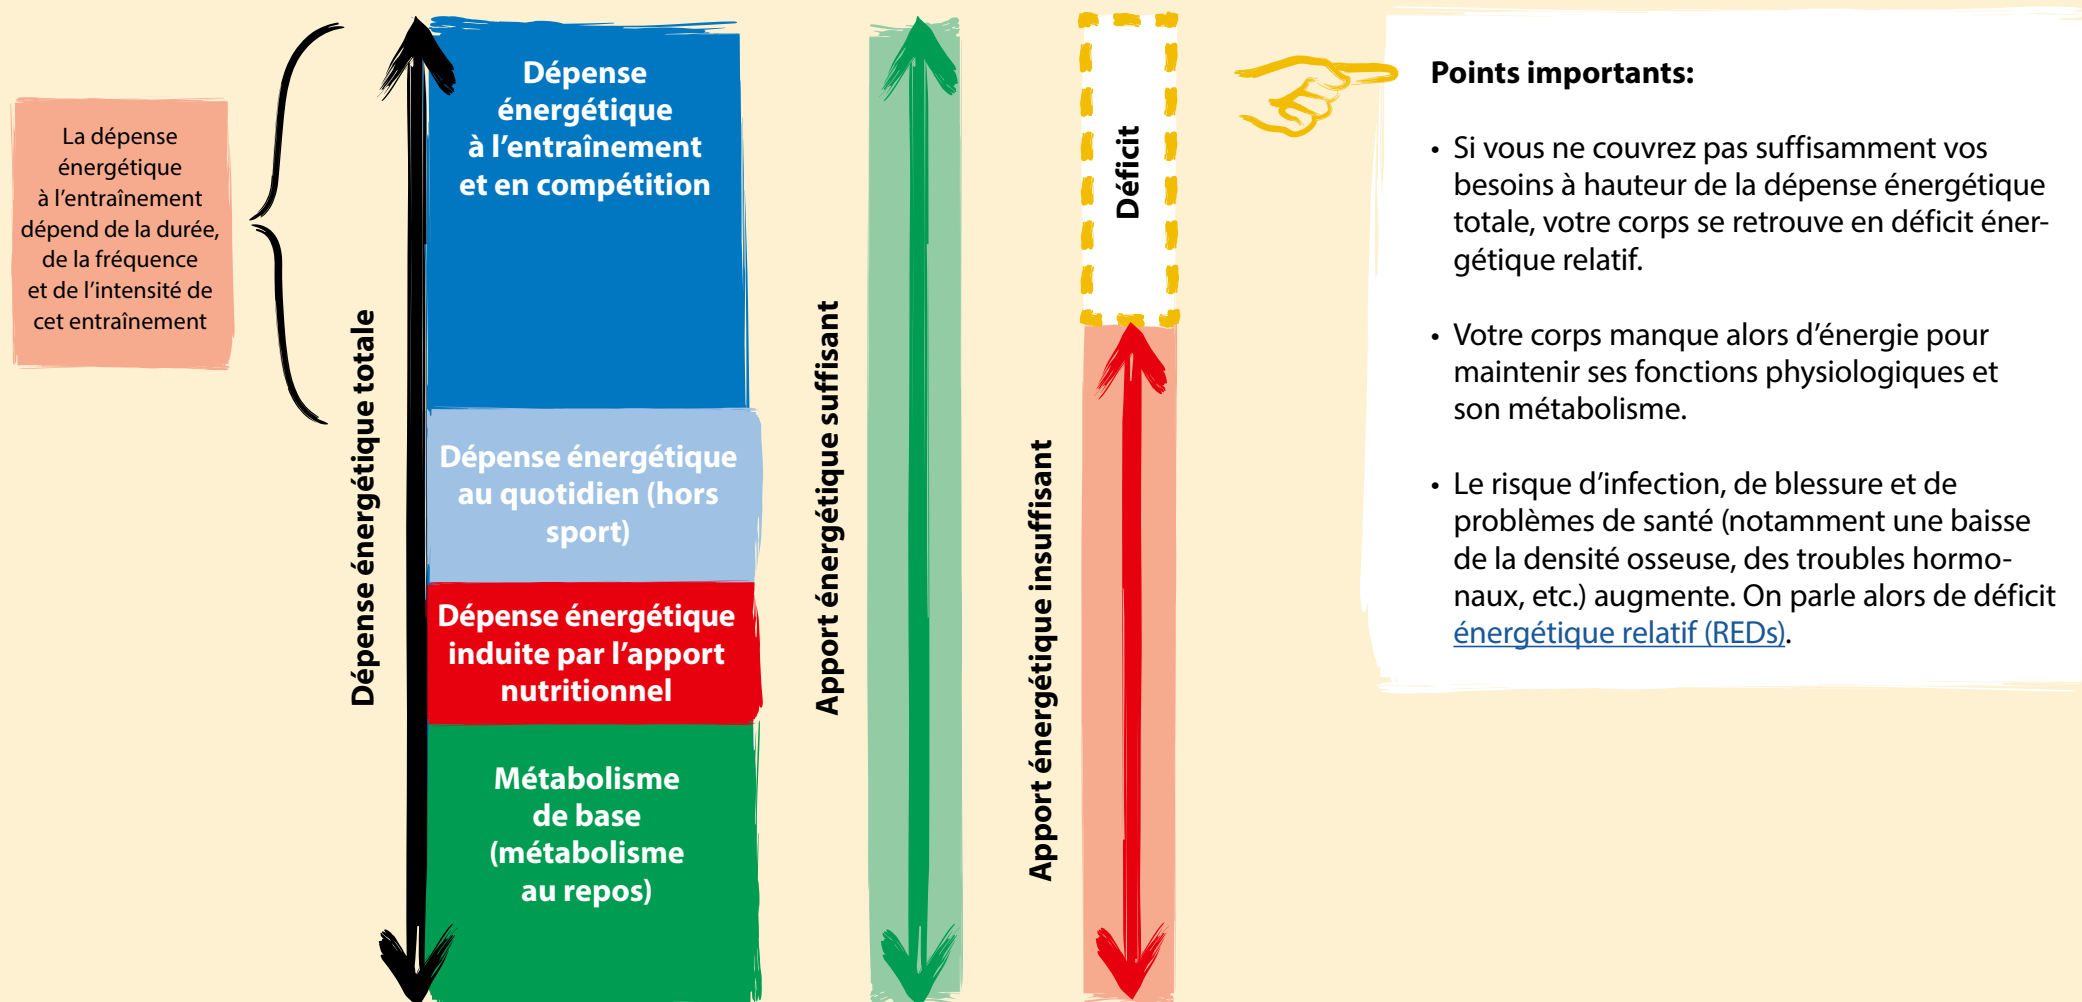 La dépense
énergétique
à l'entraînement
dépend de la durée,
de la fréquence
et de l'intensité de
cet entraînement
Dépense énergétique totale
Dépense
énergétique
à l'entraînement
et en compétition
Dépense énergétique
au quotidien (hors
sport)
Dépense énergétique
induite par l'apport
nutritionnel
Métabolisme
de base
(métabolisme
au repos)
Apport énergétique suffisant
Apport énergétique insuffisant
Déficit
Points importants:
• Si vous ne couvrez pas suffisamment vos
besoins à hauteur de la dépense énergétique
totale, votre corps se retrouve en déficit éner-
gétique relatif.
• Votre corps manque alors d'énergie pour
maintenir ses fonctions physiologiques et
son métabolisme.
• Le risque d'infection, de blessure et de
problèmes de santé (notamment une baisse
de la densité osseuse, des troubles hormo-
naux, etc.) augmente. On parle alors de déficit
énergétique relatif (REDs).